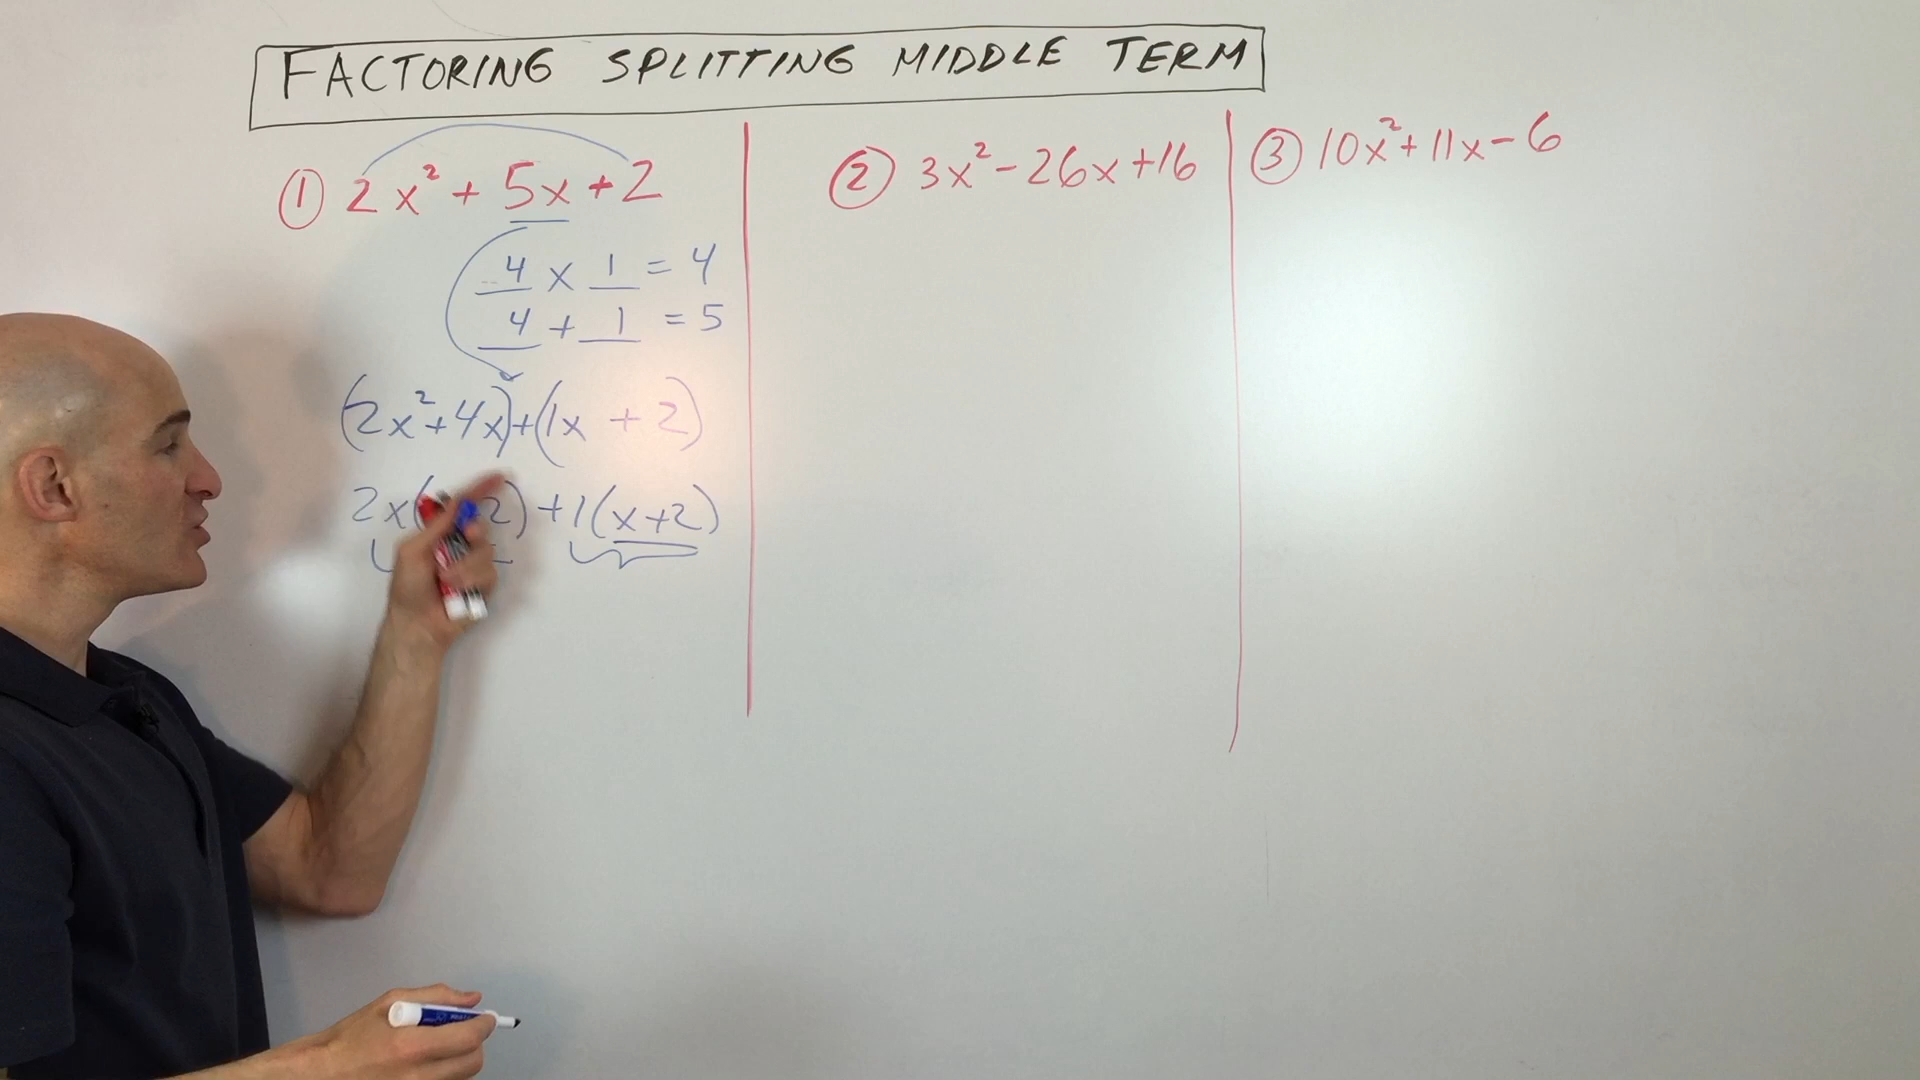 FACTORING SPLITTING MIDDLE TERM
① 2x² + 5x + 2
4 x 1 = 4
4 + 1 = 5
(2x²+4x)+(1x + 2)
2x( 2) +1(x+2)
② 3x² - 26x + 16
③ 10x² + 11x - 6